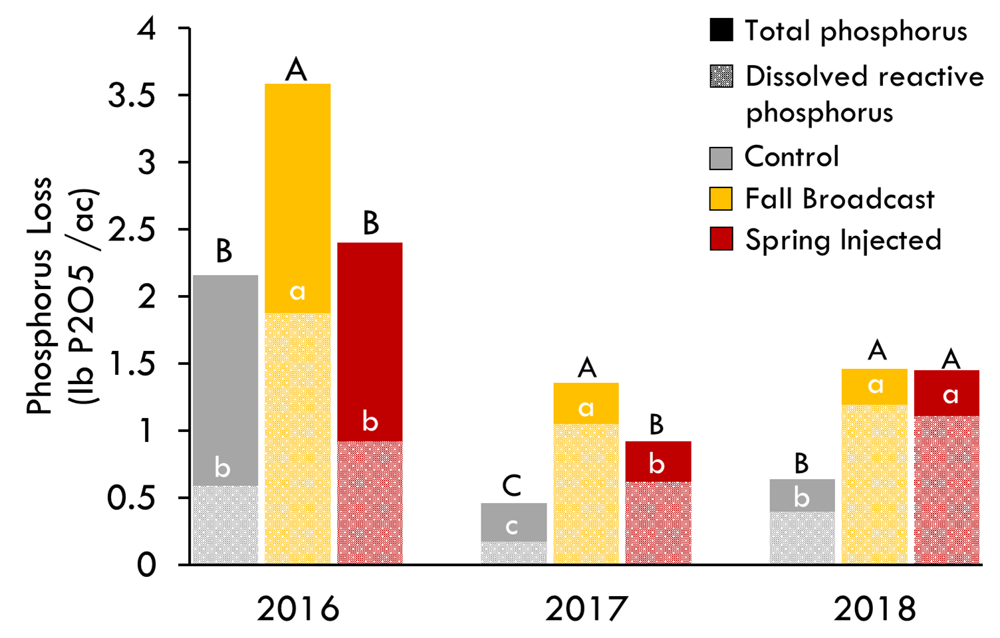 4
3.5
3
2.5
2
1.5
1
0.5
0
Phosphorus Loss
(lb P2O5 /ac)
B
b
A
a
B
b
C
c
A
a
B
b
B
b
A
a
A
a
2016
2017
2018
Total phosphorus
Dissolved reactive
phosphorus
Control
Fall Broadcast
Spring Injected